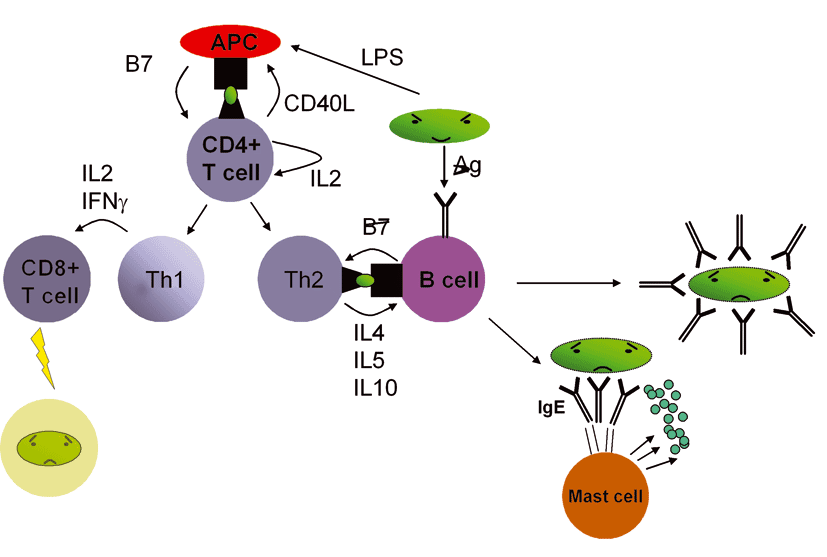 APC
LPS
B7
CD40L
CD4+
T cell
IL2
Ag
IL2
IFNγ
B7
CD8+
T cell
Th1
Th2
B cell
IL4
IL5
IL10
IgE
Mast cell